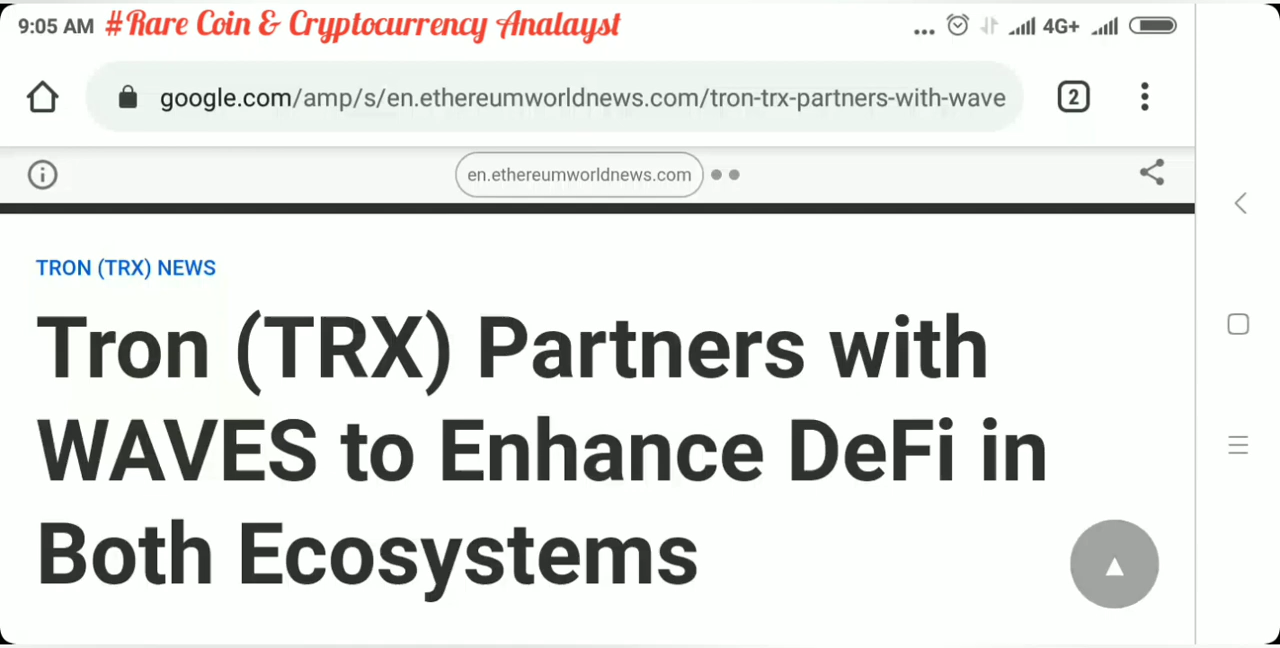 9:05 AM #Rare Coin & Cryptocurrency Analayst ... 4G+
google.com/amp/s/en.ethereumworldnews.com/tron-trx-partners-with-wave 2
en.ethereumworldnews.com
TRON (TRX) NEWS
Tron (TRX) Partners with
WAVES to Enhance DeFi in
Both Ecosystems